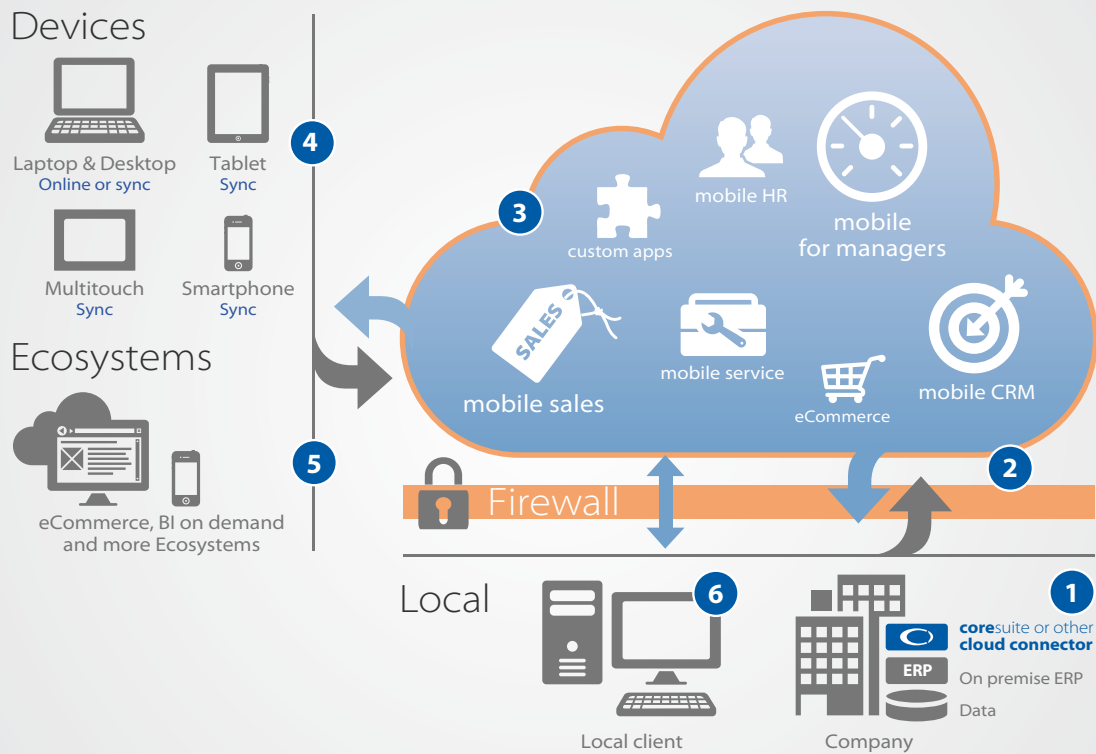 Devices
4
Laptop & Desktop
Online or sync
Tablet
Sync
Multitouch
Sync
Smartphone
Sync
Ecosystems
5
eCommerce, BI on demand
and more Ecosystems
3
mobile HR
custom apps
mobile
for managers
SALES
mobile sales
mobile service
eCommerce
mobile CRM
2
Firewall
Local
6
Local client
1
coresuite or other
cloud connector
ERP
On premise ERP
Data
Company